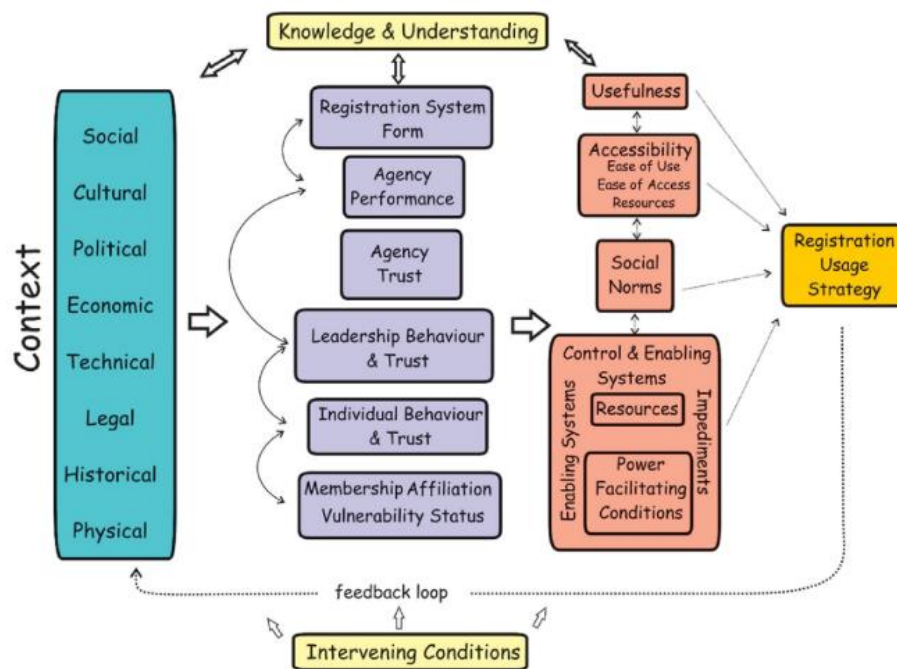 Knowledge & Understanding
Context
Social
Cultural
Political
Economic
Technical
Legal
Historical
Physical
Registration System
Form
Agency
Performance
Agency
Trust
Leadership Behaviour
& Trust
Individual Behaviour
& Trust
Membership Affiliation
Vulnerability Status
Usefulness
Accessibility
Ease of Use
Ease of Access
Resources
Social
Norms
Control & Enabling
Systems
Enabling Systems
Resources
Power
Facilitating
Conditions
Impediments
Registration
Usage
Strategy
feedback loop
Intervening Conditions